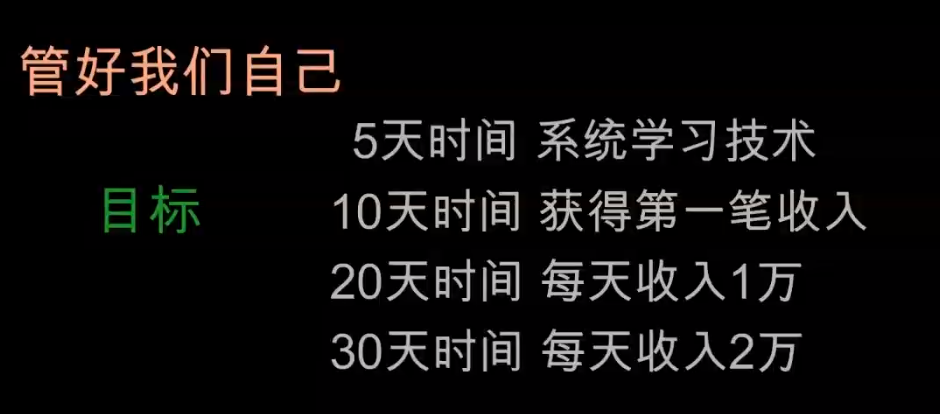 管好我们自己
5天时间 系统学习技术
目标
10天时间 获得第一笔收入
20天时间 每天收入1万
30天时间 每天收入2万